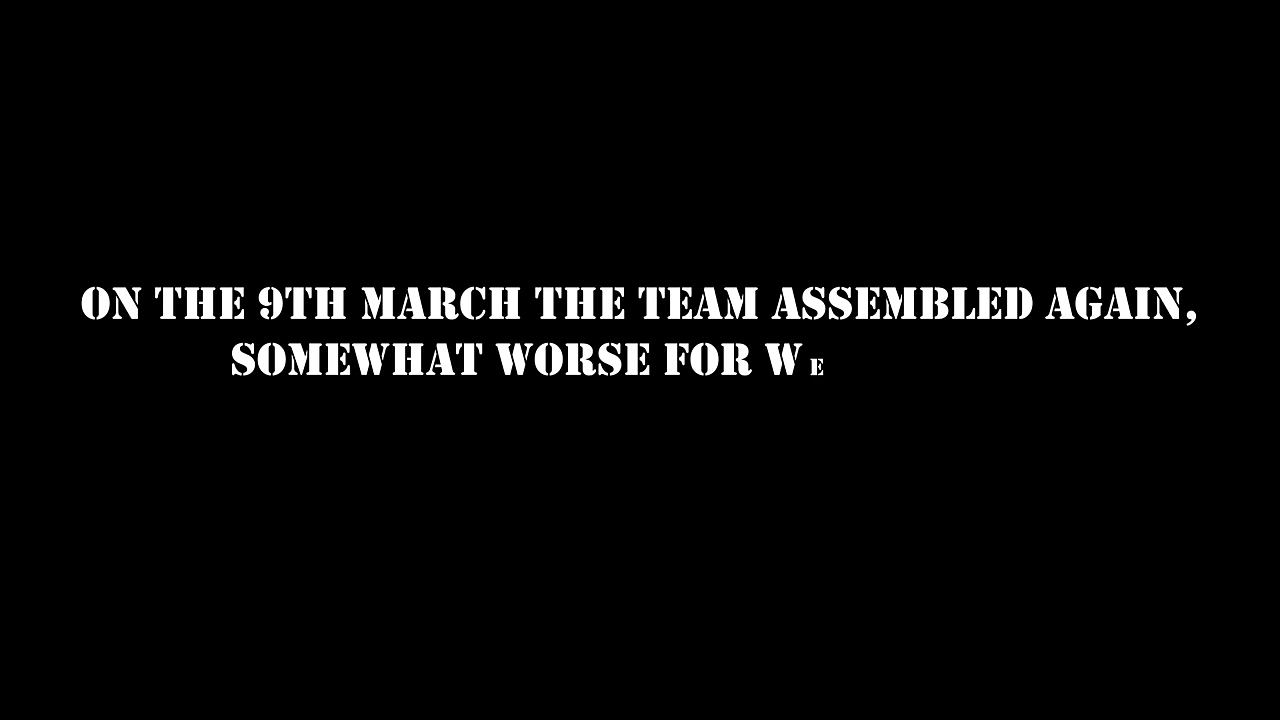 ON THE 9TH MARCH THE TEAM ASSEMBLED AGAIN,
SOMEWHAT WORSE FOR WE